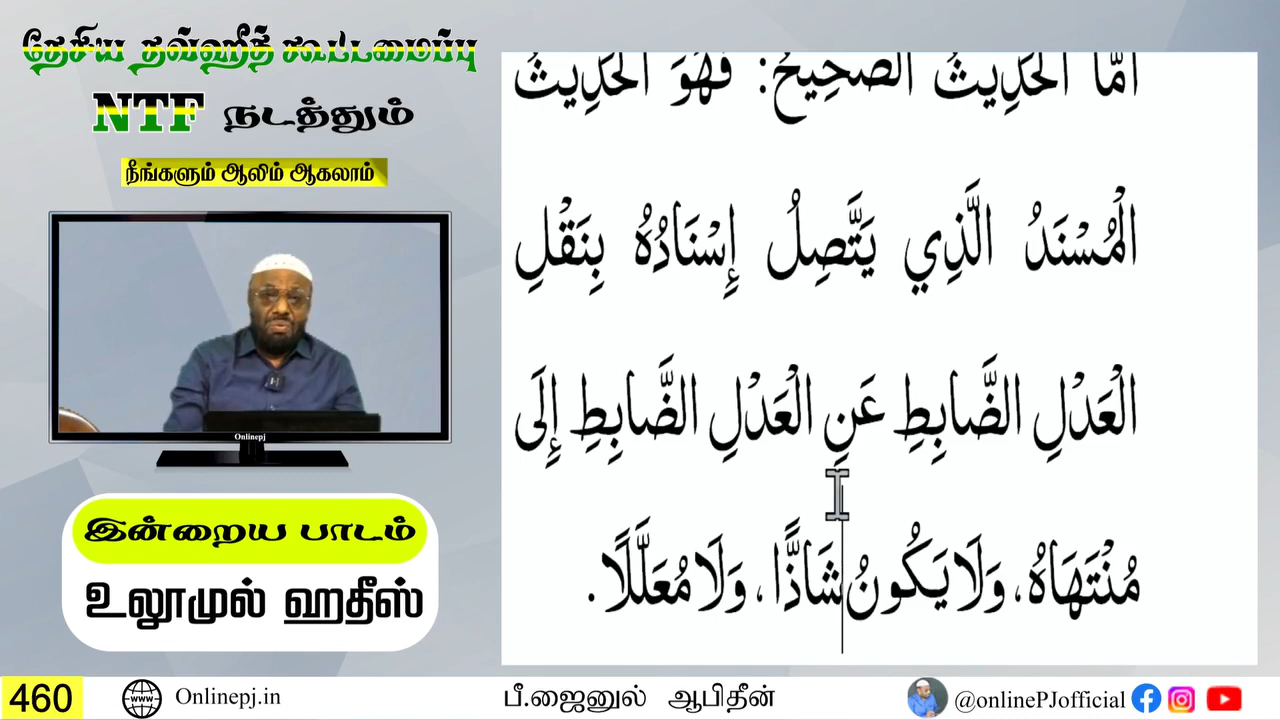 தேசிய தவ்ஹீத் கூட்டமைப்பு
NTF நடத்தும்
நீங்களும் ஆலிம் ஆகலாம்
Onlinepj
இன்றைய பாடம்
உலூமுல் ஹதீஸ்
أَمَّا الْحَدِيثُ الصَّحِيحُ: فَهُوَ الْحَدِيثُ
الْمُسْنَدُ الَّذِي يَتَّصِلُ إِسْنَادُهُ بِنَقْلِ
الْعَدْلِ الضَّابِطِ عَنِ الْعَدْلِ الضَّابِطِ إِلَى
مُنْتَهَاهُ، وَلَا يَكُونُ شَاذًّا، وَلَا مُعَلَّلًا.
460
www
Onlinepj.in
பீ.ஜைனுல் ஆபிதீன்
@onlinePJofficial